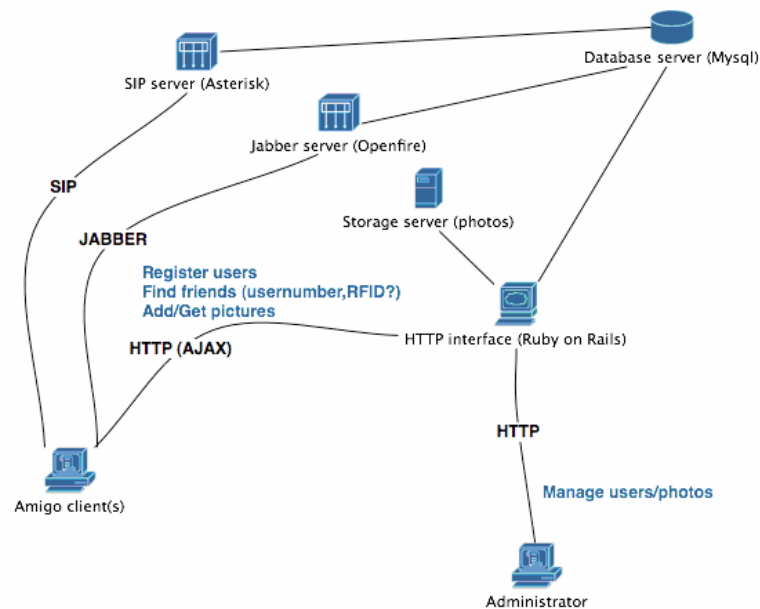 SIP server (Asterisk)
Database server (Mysql)
Jabber server (Openfire)
SIP
Storage server (photos)
JABBER
Register users
Find friends (usernumber,RFID?)
Add/Get pictures
HTTP (AJAX)
HTTP interface (Ruby on Rails)
HTTP
Manage users/photos
Amigo client(s)
Administrator